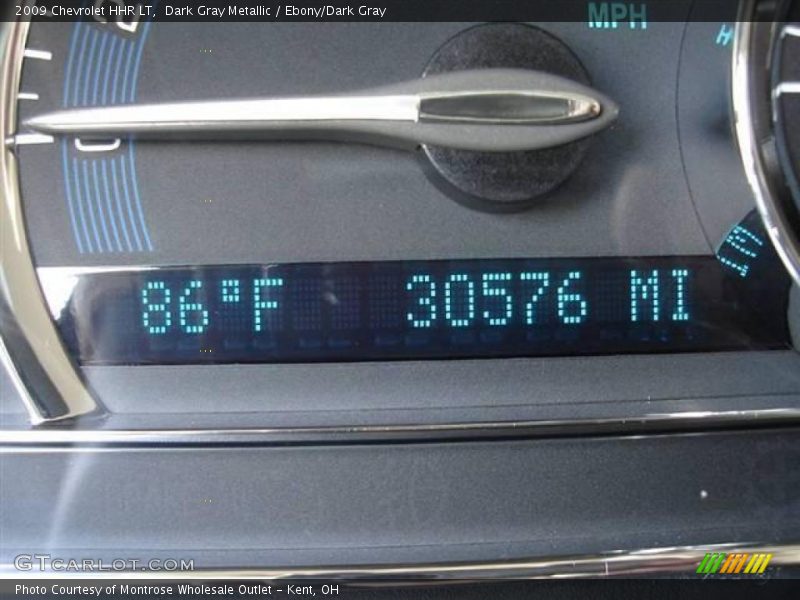 2009 Chevrolet HHR LT, Dark Gray Metallic / Ebony/Dark Gray
MPH
H
E
86°F 30576 MI
GTCARLOT.COM
Photo Courtesy of Montrose Wholesale Outlet - Kent, OH